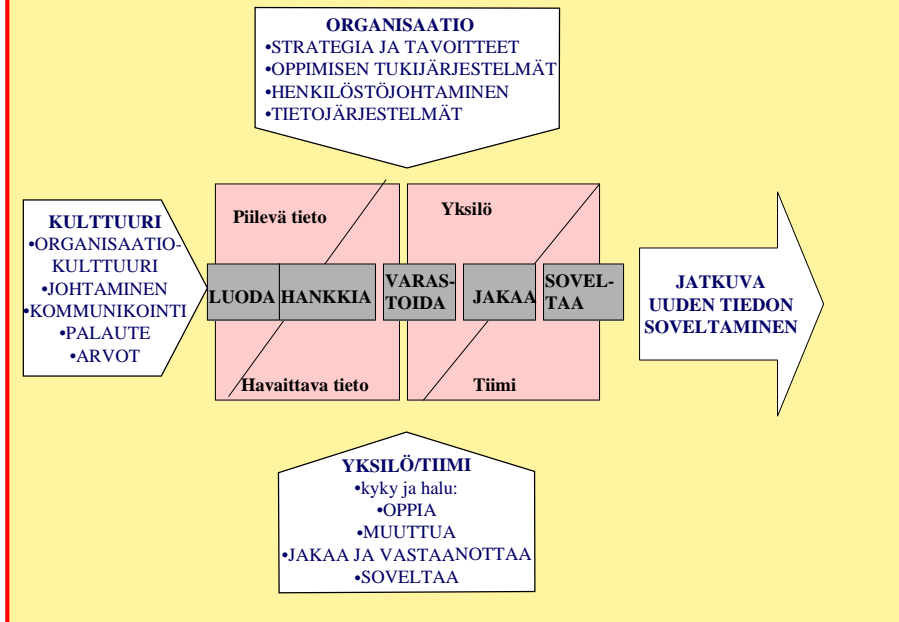 ORGANISAATIO
•STRATEGIA JA TAVOITTEET
•OPPIMISEN TUKIJÄRJESTELMÄT
•HENKILÖSTÖJOHTAMINEN
•TIETOJÄRJESTELMÄT
KULTTUURI
•ORGANISAATIO-
KULTTUURI
•JOHTAMINEN
•KOMMUNIKOINTI
•PALAUTE
•ARVOT
Piilevä tieto
Yksilö
LUODA
HANKKIA
VARAS-
TOIDA
JAKAA
SOVEL-
TAA
Havaittava tieto
Tiimi
JATKUVA
UUDEN TIEDON
SOVELTAMINEN
YKSILÖ/TIIMI
•kyky ja halu:
•OPPIA
•MUUTTUA
•JAKAA JA VASTAANOTTAA
•SOVELTAA